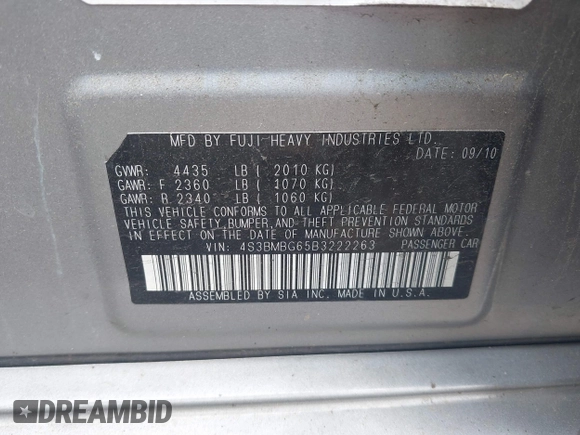 MFD BY FUJI HEAVY INDUSTRIES LTD.
DATE: 09/10
GVWR: 4435 LB ( 2010 KG)
GAWR: F 2360 LB ( 1070 KG)
GAWR: R 2340 LB ( 1060 KG)
THIS VEHICLE CONFORMS TO ALL APPLICABLE FEDERAL MOTOR
VEHICLE SAFETY, BUMPER, AND THEFT PREVENTION STANDARDS
IN EFFECT ON THE DATE OF MANUFACTURE SHOWN ABOVE.
VIN: 4S3BMBG65B3222263 PASSENGER CAR
ASSEMBLED BY SIA INC. MADE IN U.S.A.
DREAMBID